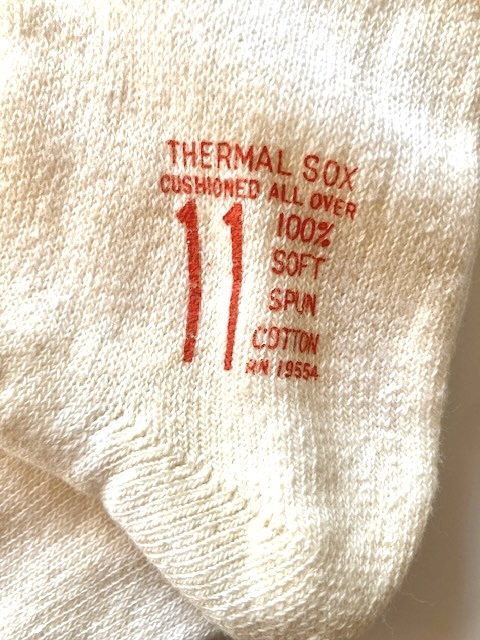 THERMAL SOX
CUSHIONED ALL OVER
11
100%
SOFT
SPUN
COTTON
RN 19554